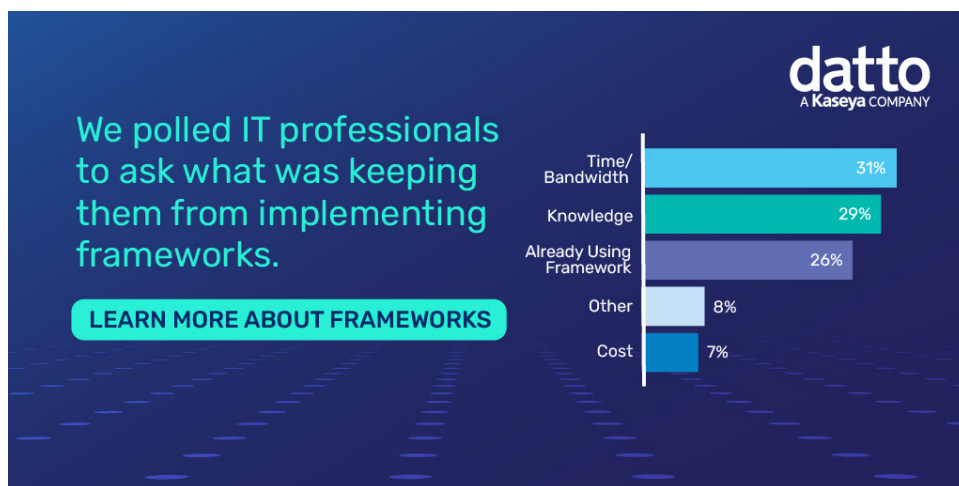 datto
A Kaseya COMPANY
We polled IT professionals
to ask what was keeping
them from implementing
frameworks.
LEARN MORE ABOUT FRAMEWORKS
Time/
Bandwidth
31%
Knowledge
29%
Already Using
Framework
26%
Other
8%
Cost
7%